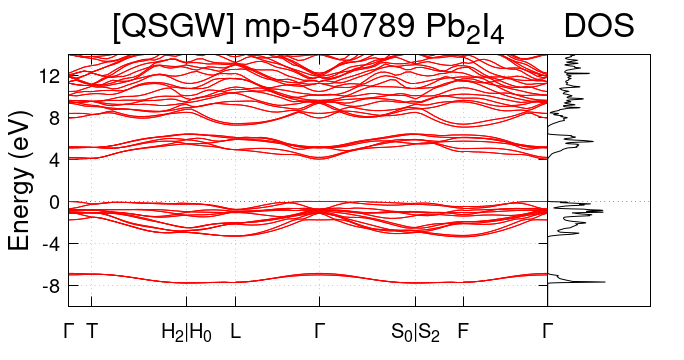 [QSGW] mp-540789 Pb₂I₄ DOS
Energy (eV)
12
8
4
0
-4
-8
Γ T H₂|H₀ L Γ S₀|S₂ F Γ